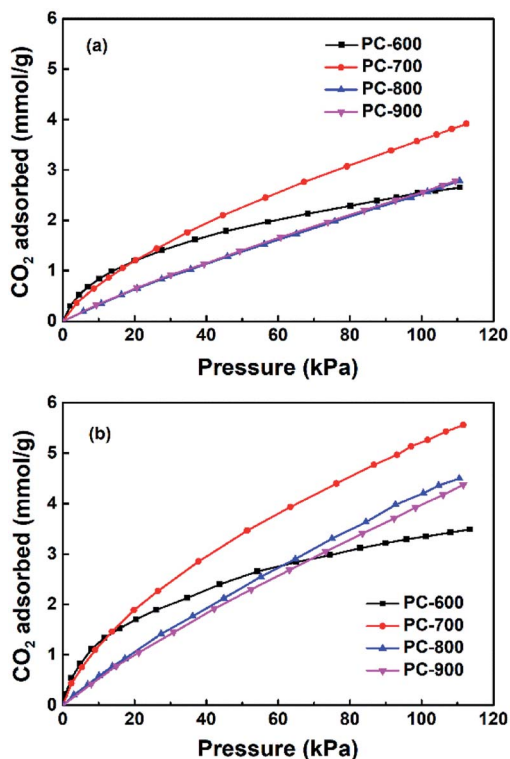 (a)
PC-600
PC-700
PC-800
PC-900
6
5
4
3
2
1
0
CO₂ adsorbed (mmol/g)
0 20 40 60 80 100 120
Pressure (kPa)
(b)
6
5
4
3
2
1
0
CO₂ adsorbed (mmol/g)
PC-600
PC-700
PC-800
PC-900
0 20 40 60 80 100 120
Pressure (kPa)